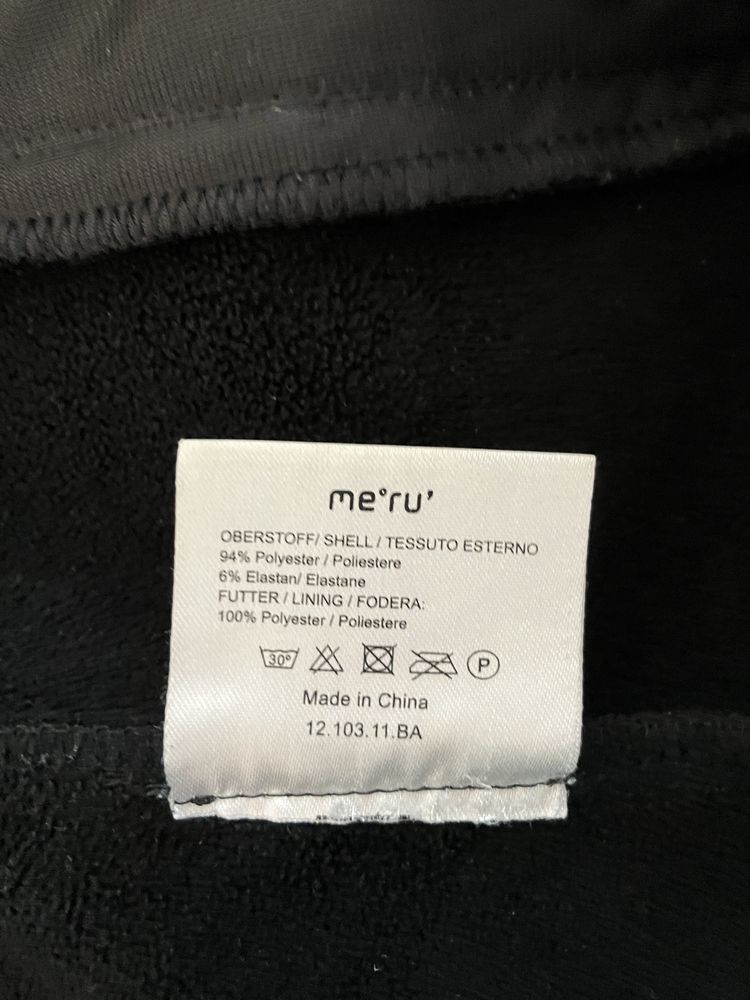 me°ru'
OBERSTOFF/ SHELL / TESSUTO ESTERNO
94% Polyester / Poliestere
6% Elastan/ Elastane
FUTTER / LINING / FODERA:
100% Polyester / Poliestere
30° P
Made in China
12.103.11.BA